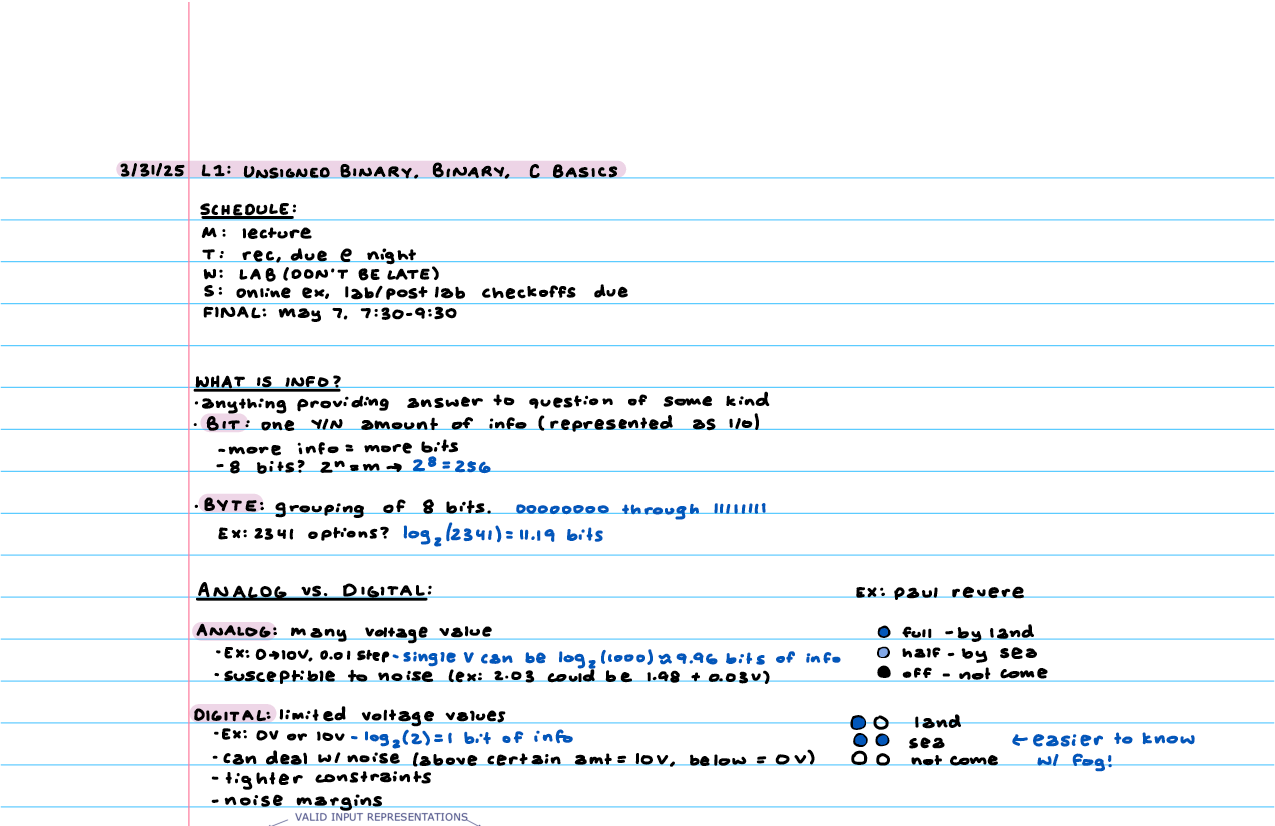 3/31/25 L1: UNSIGNED BINARY, BINARY, C BASICS
SCHEDULE:
M: lecture
T: rec, due @ night
W: LAB (DON'T BE LATE)
S: online ex, lab/post lab checkoffs due
FINAL: may 7, 7:30-9:30
WHAT IS INFO?
·anything providing answer to question of some kind
·BIT: one Y/N amount of info (represented as 1/0)
-more info = more bits
-8 bits? 2ⁿ=m → 2⁸=256
·BYTE: grouping of 8 bits. 00000000 through 11111111
Ex: 2341 options? log₂(2341)=11.19 bits
ANALOG VS. DIGITAL:
ANALOG: many voltage value
·Ex: 0→10V, 0.01 step-single V can be log₂(1000)≈9.96 bits of info
·susceptible to noise (ex: 2.03 could be 1.98 + 0.03V)
DIGITAL: limited voltage values
·Ex: 0V or 10V - log₂(2)=1 bit of info
·can deal w/ noise (above certain amt = 10V, below = 0V)
-tighter constraints
-noise margins
VALID INPUT REPRESENTATIONS
EX: paul revere
full - by land
half - by sea
off - not come
land
sea
not come
← easier to know
w/ fog!